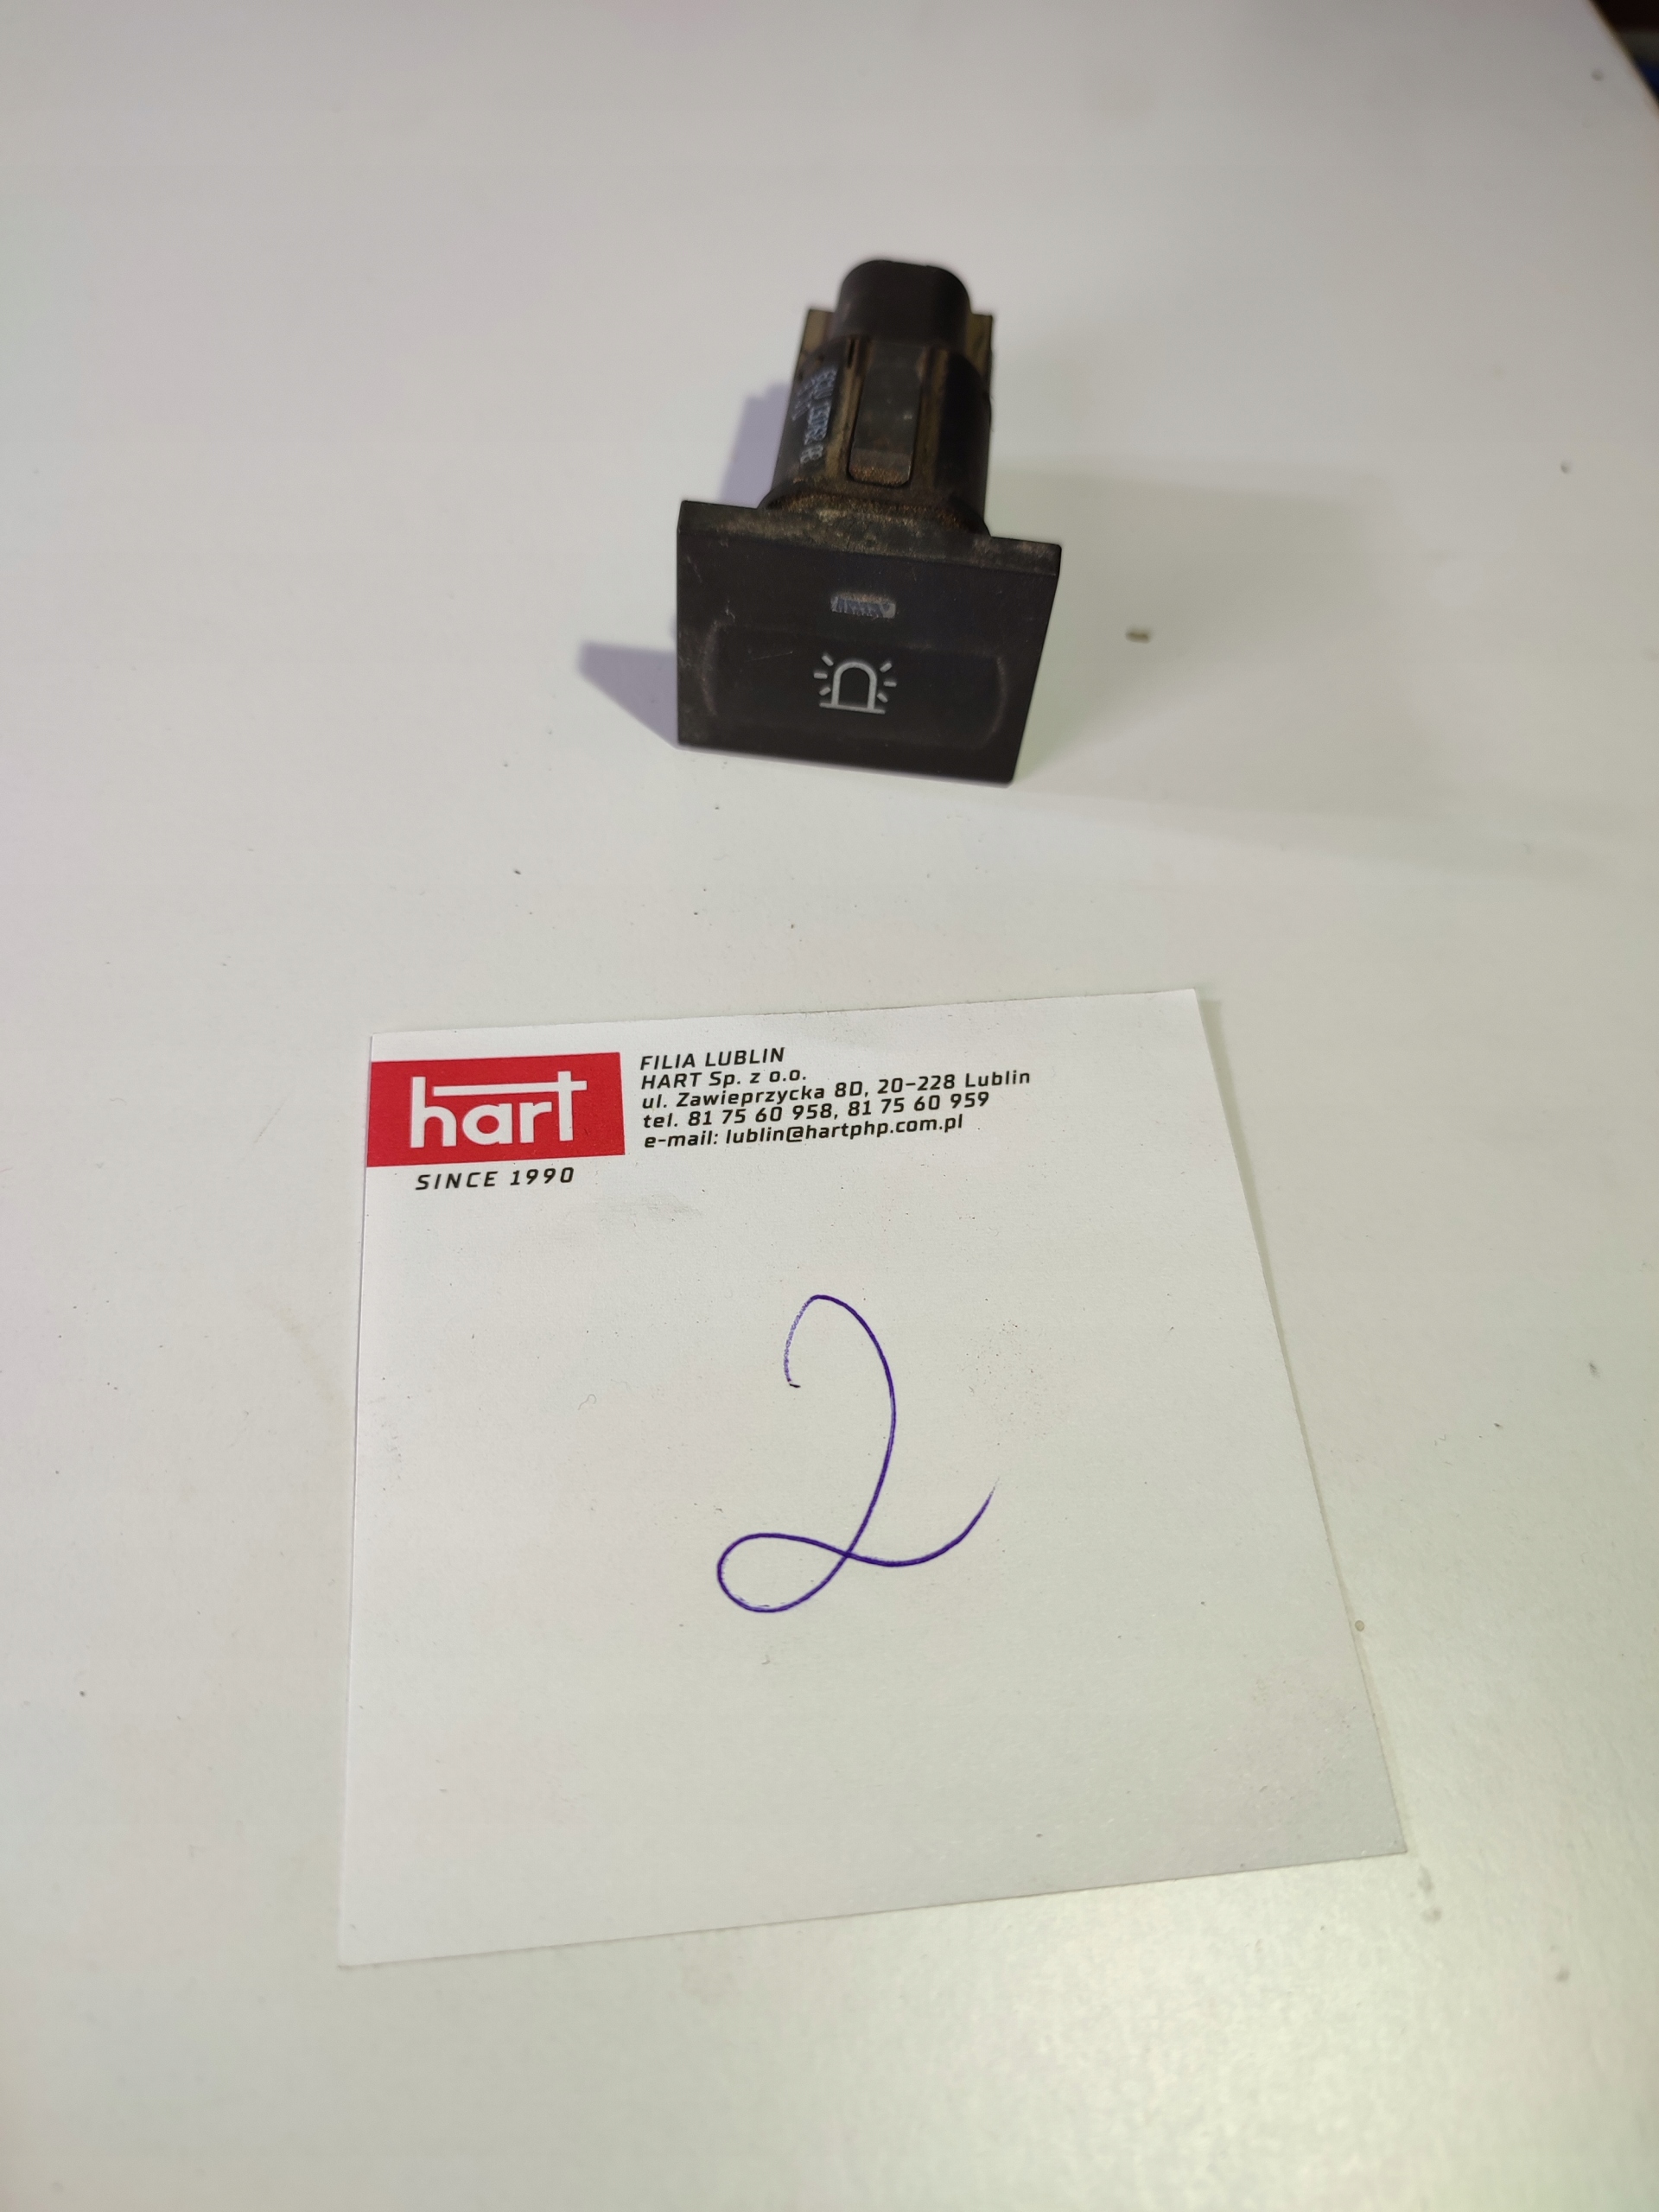 hart
SINCE 1990
FILIA LUBLIN
HART Sp. z o.o.
ul. Zawieprzycka 8D, 20-228 Lublin
tel. 81 75 60 958, 81 75 60 959
e-mail: lublin@hartphp.com.pl
2